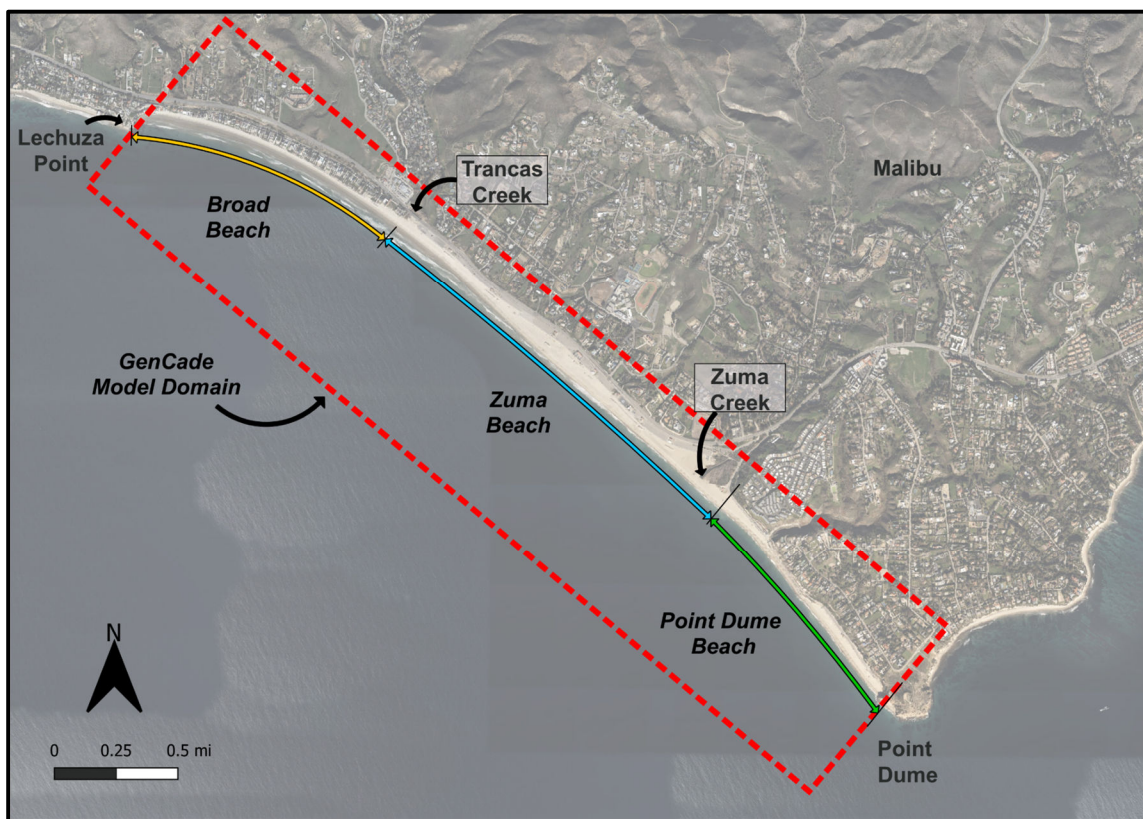 Lechuza
Point
Trancas
Creek
Malibu
Broad
Beach
GenCade
Model Domain
Zuma
Beach
Zuma
Creek
Point Dume
Beach
N
0 0.25 0.5 mi
Point
Dume